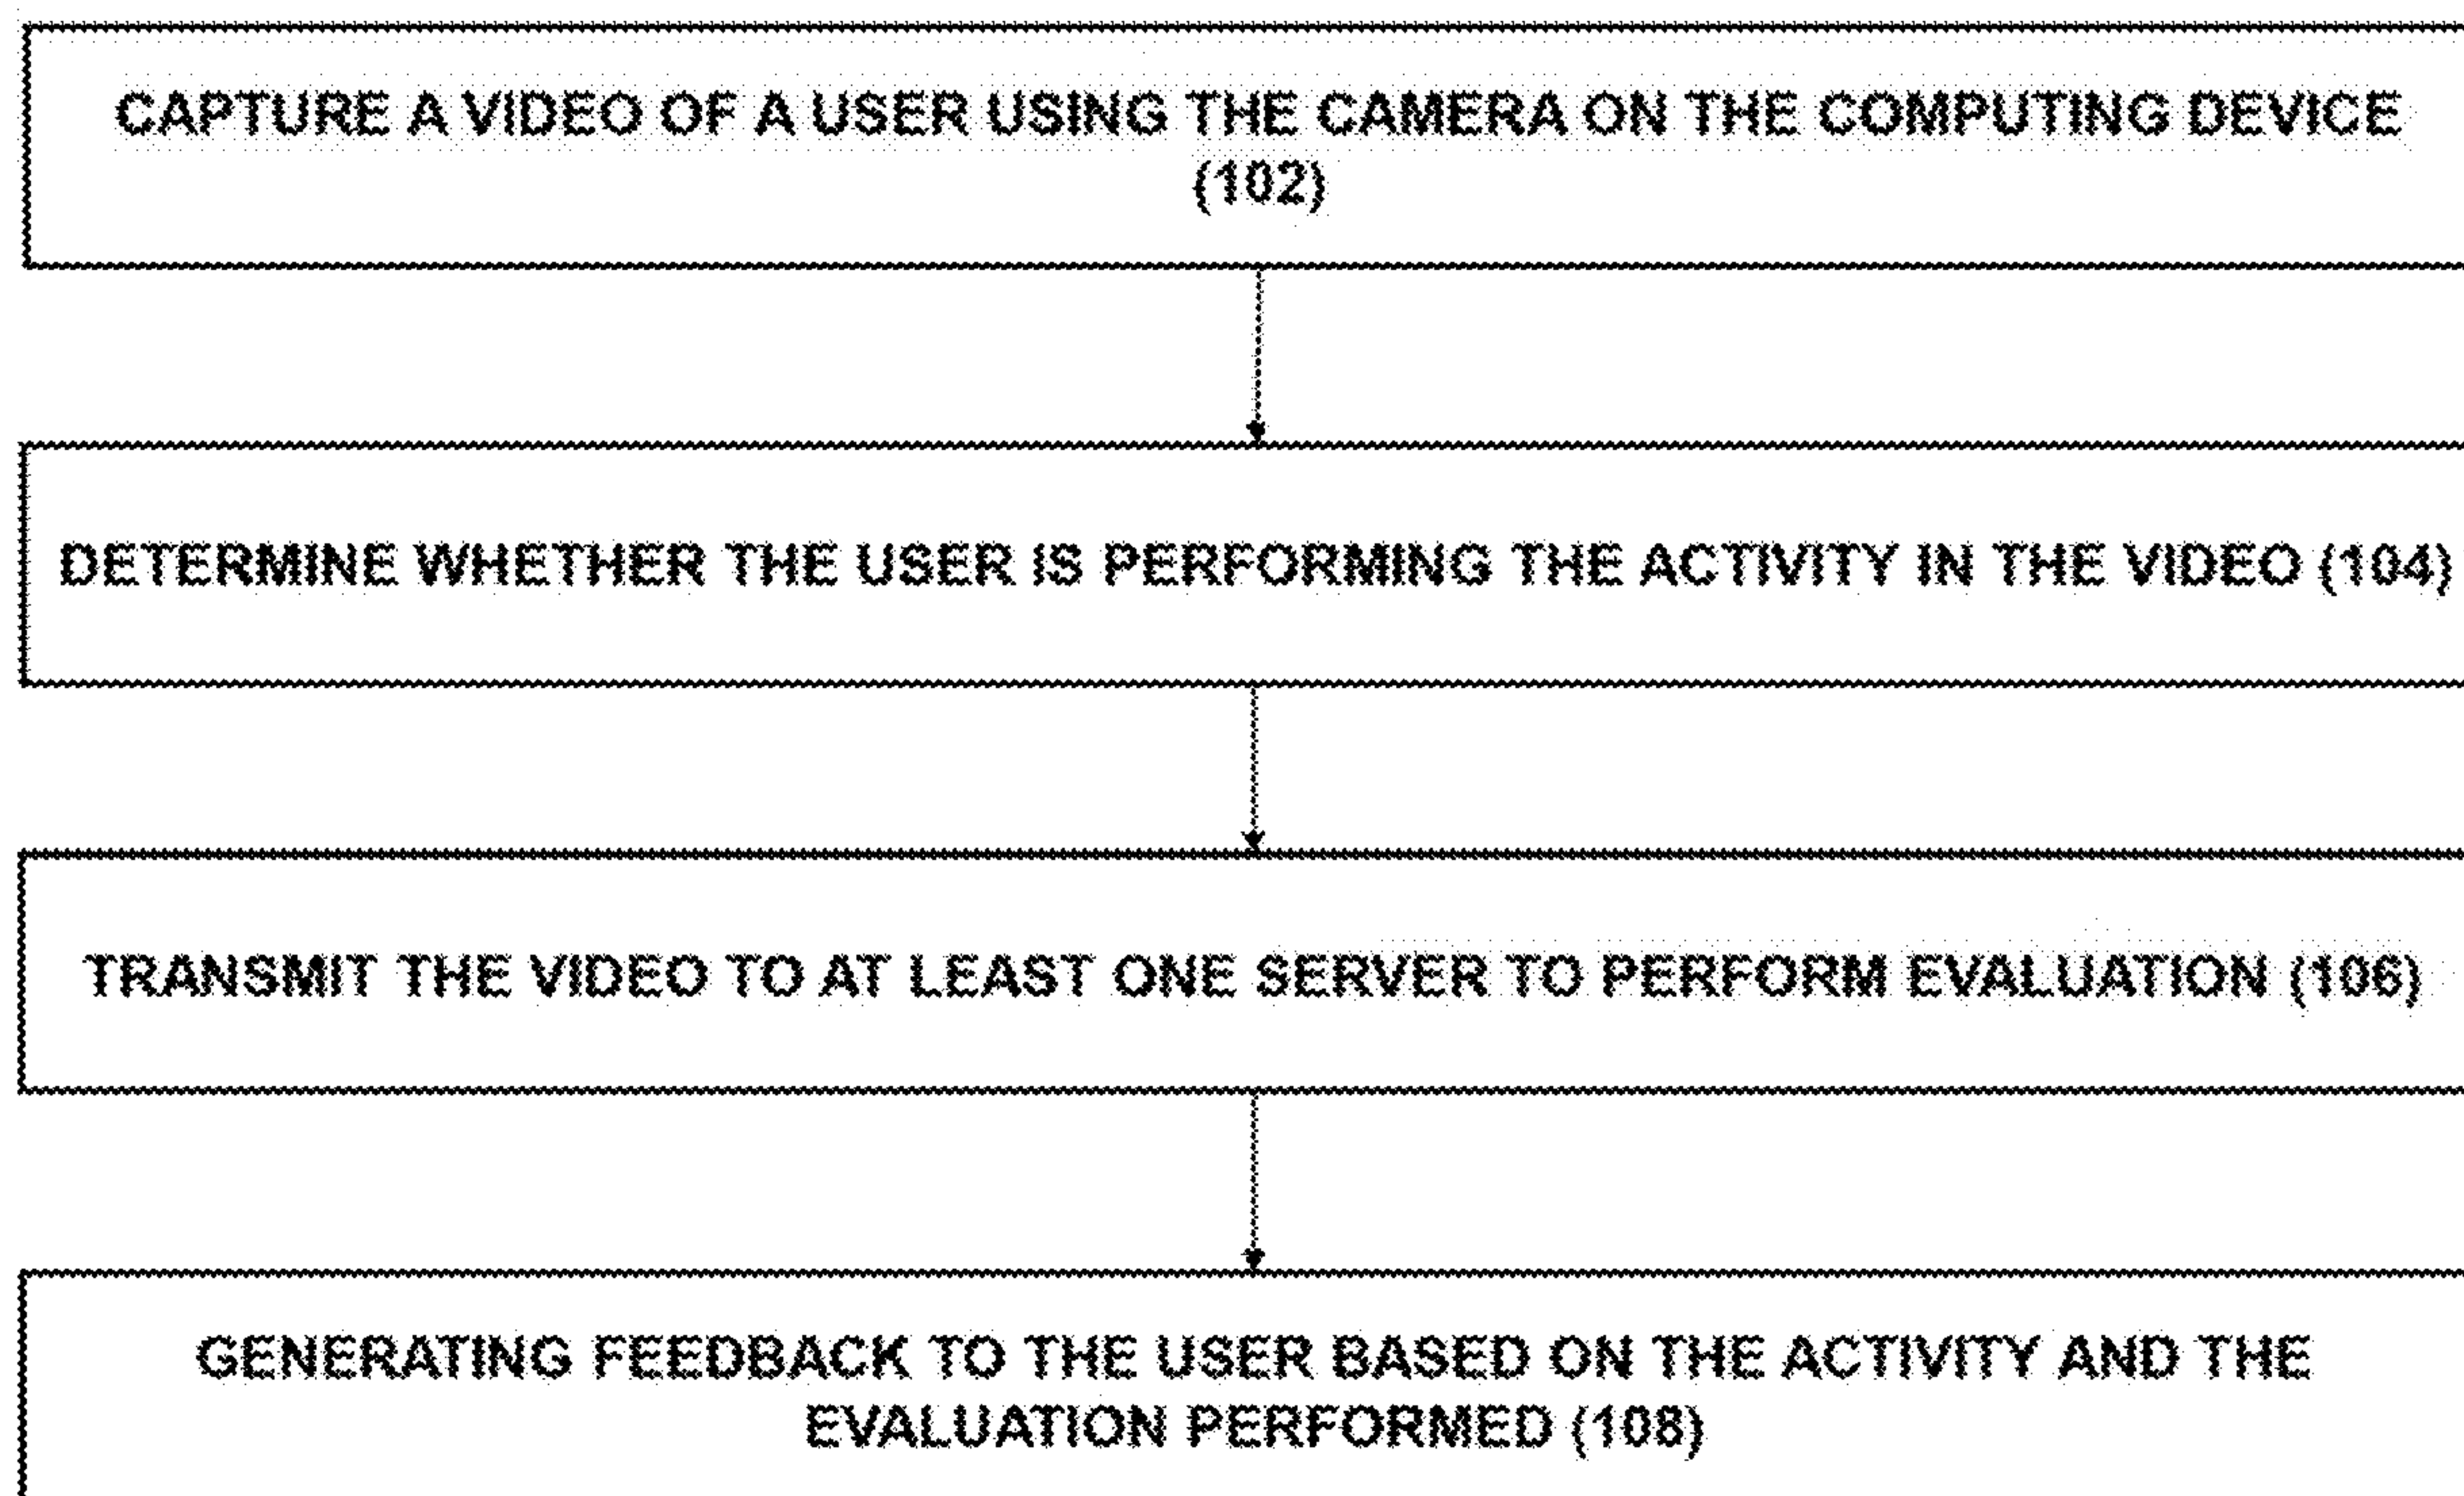 CAPTURE A VIDEO OF A USER USING THE CAMERA ON THE COMPUTING DEVICE
(102)
DETERMINE WHETHER THE USER IS PERFORMING THE ACTIVITY IN THE VIDEO (104)
TRANSMIT THE VIDEO TO AT LEAST ONE SERVER TO PERFORM EVALUATION (106)
GENERATING FEEDBACK TO THE USER BASED ON THE ACTIVITY AND THE
EVALUATION PERFORMED (108)